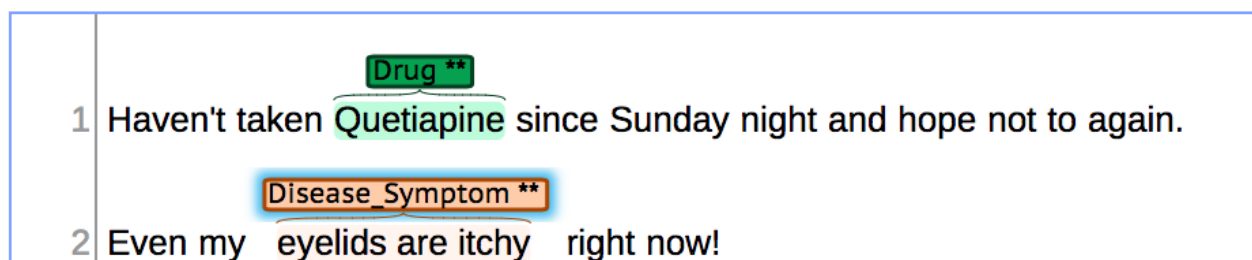 Drug **
1 Haven't taken Quetiapine since Sunday night and hope not to again.
Disease_Symptom **
2 Even my eyelids are itchy right now!